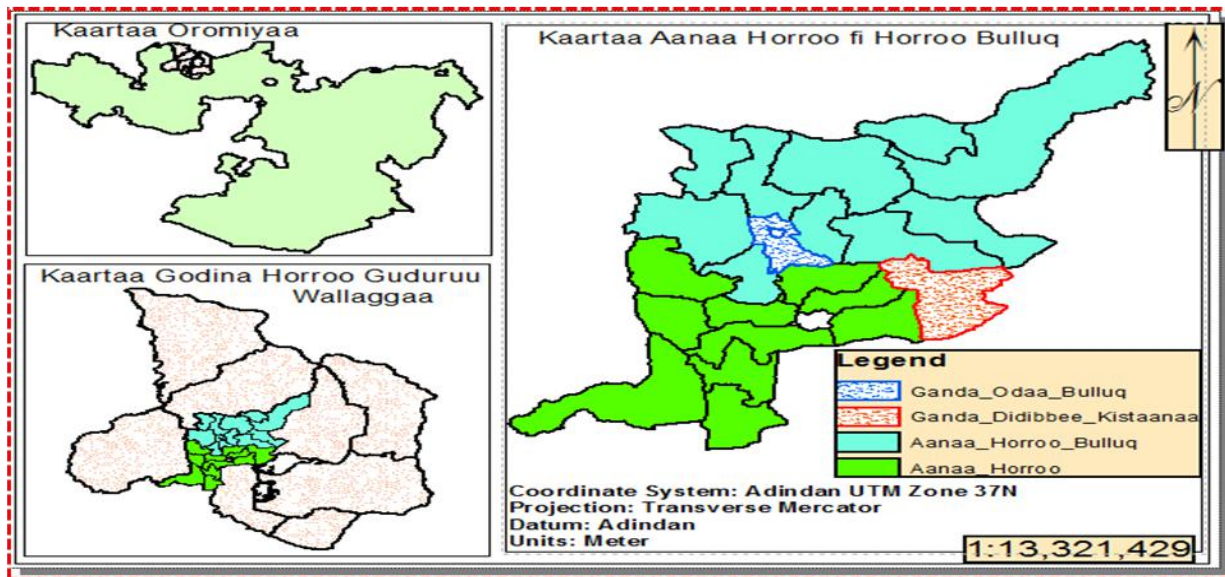 Kaartaa Oromiyaa
Kaartaa Godina Horroo Guduruu
Wallaggaa
Kaartaa Aanaa Horroo fi Horroo Bulluq
N
Legend
Ganda_Odaa_Bulluq
Ganda_Didibbee_Kistaanaa
Aanaa_Horroo_Bulluq
Aanaa_Horroo
Coordinate System: Adindan UTM Zone 37N
Projection: Transverse Mercator
Datum: Adindan
Units: Meter
1:13,321,429